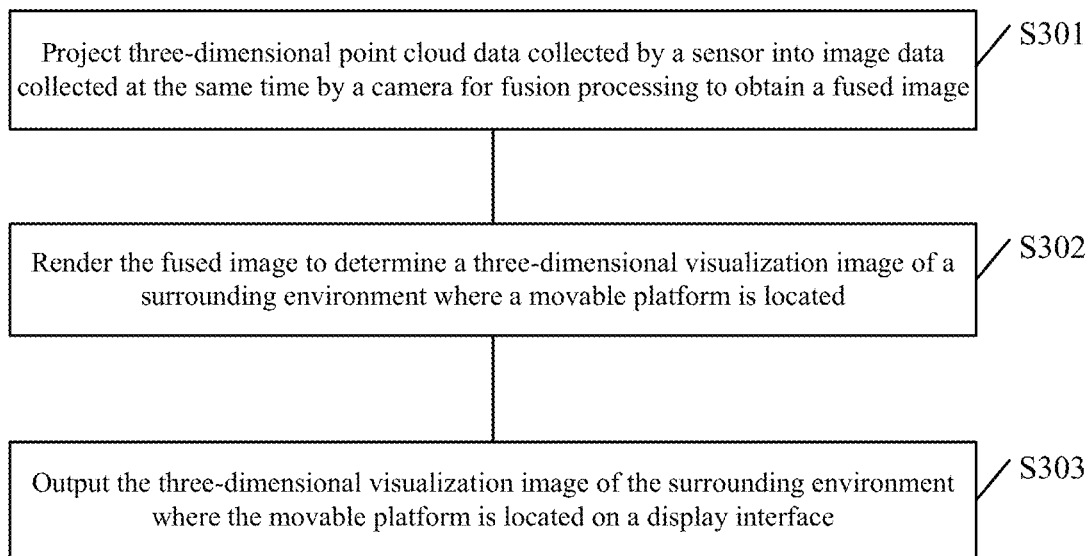 S301
Project three-dimensional point cloud data collected by a sensor into image data
collected at the same time by a camera for fusion processing to obtain a fused image
S302
Render the fused image to determine a three-dimensional visualization image of a
surrounding environment where a movable platform is located
S303
Output the three-dimensional visualization image of the surrounding environment
where the movable platform is located on a display interface